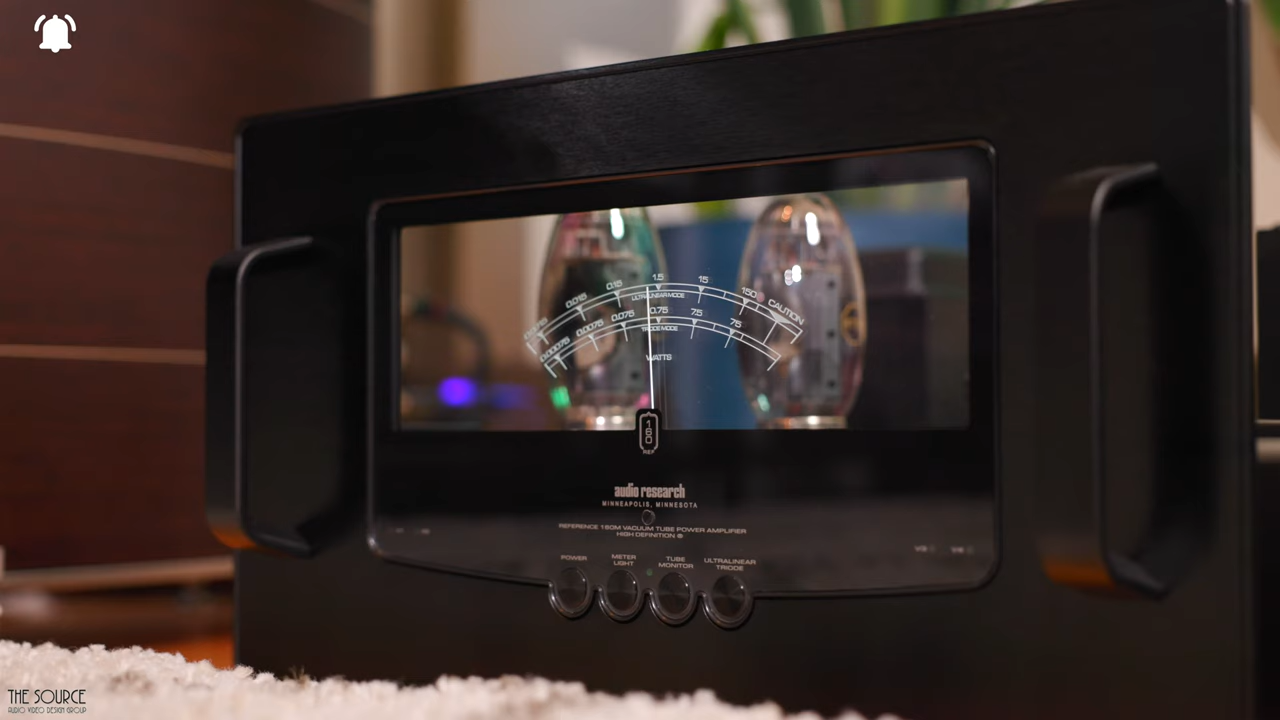 0.015 0.15 1.5 15 150 CAUTION
ULTRALINEAR MODE
0.00075 0.0075 0.075 0.75 7.5 75
TRIODE MODE
WATTS
160
REF
audio research
MINNEAPOLIS, MINNESOTA
REFERENCE 160M VACUUM TUBE POWER AMPLIFIER
HIGH DEFINITION ®
POWER
METER LIGHT
TUBE MONITOR
ULTRALINEAR TRIODE
THE SOURCE
AUDIO VIDEO DESIGN GROUP